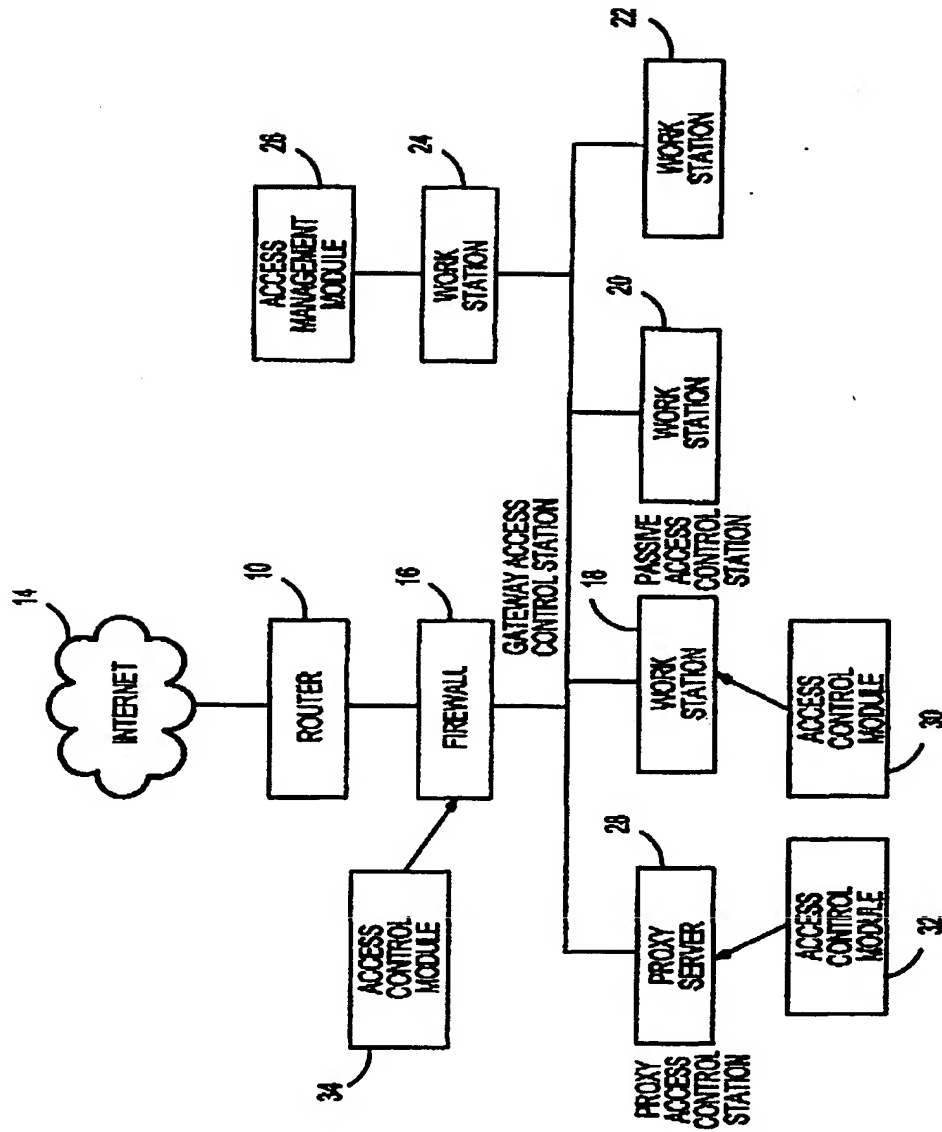 14
INTERNET
10
ROUTER
16
FIREWALL
34
ACCESS
CONTROL
MODULE
26
ACCESS
MANAGEMENT
MODULE
24
WORK
STATION
GATEWAY ACCESS
CONTROL STATION
PROXY
ACCESS
CONTROL
STATION
28
PROXY
SERVER
18
WORK
STATION
PASSIVE
ACCESS
CONTROL
STATION
20
WORK
STATION
22
WORK
STATION
ACCESS
CONTROL
MODULE
32
ACCESS
CONTROL
MODULE
30